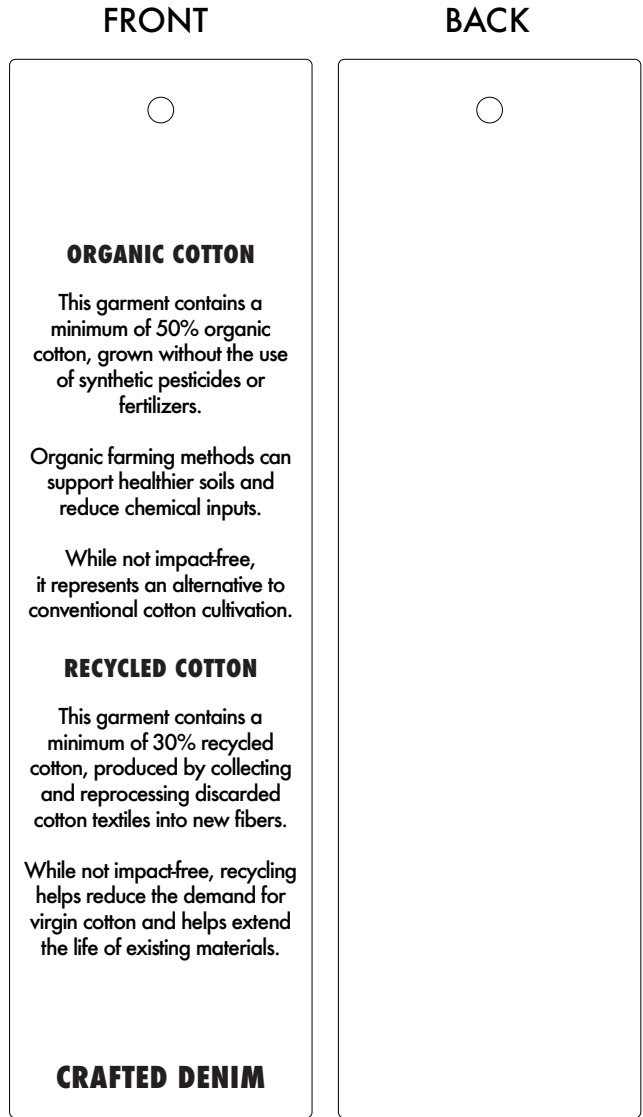 FRONT
BACK
ORGANIC COTTON
This garment contains a
minimum of 50% organic
cotton, grown without the use
of synthetic pesticides or
fertilizers.
Organic farming methods can
support healthier soils and
reduce chemical inputs.
While not impact-free,
it represents an alternative to
conventional cotton cultivation.
RECYCLED COTTON
This garment contains a
minimum of 30% recycled
cotton, produced by collecting
and reprocessing discarded
cotton textiles into new fibers.
While not impact-free, recycling
helps reduce the demand for
virgin cotton and helps extend
the life of existing materials.
CRAFTED DENIM